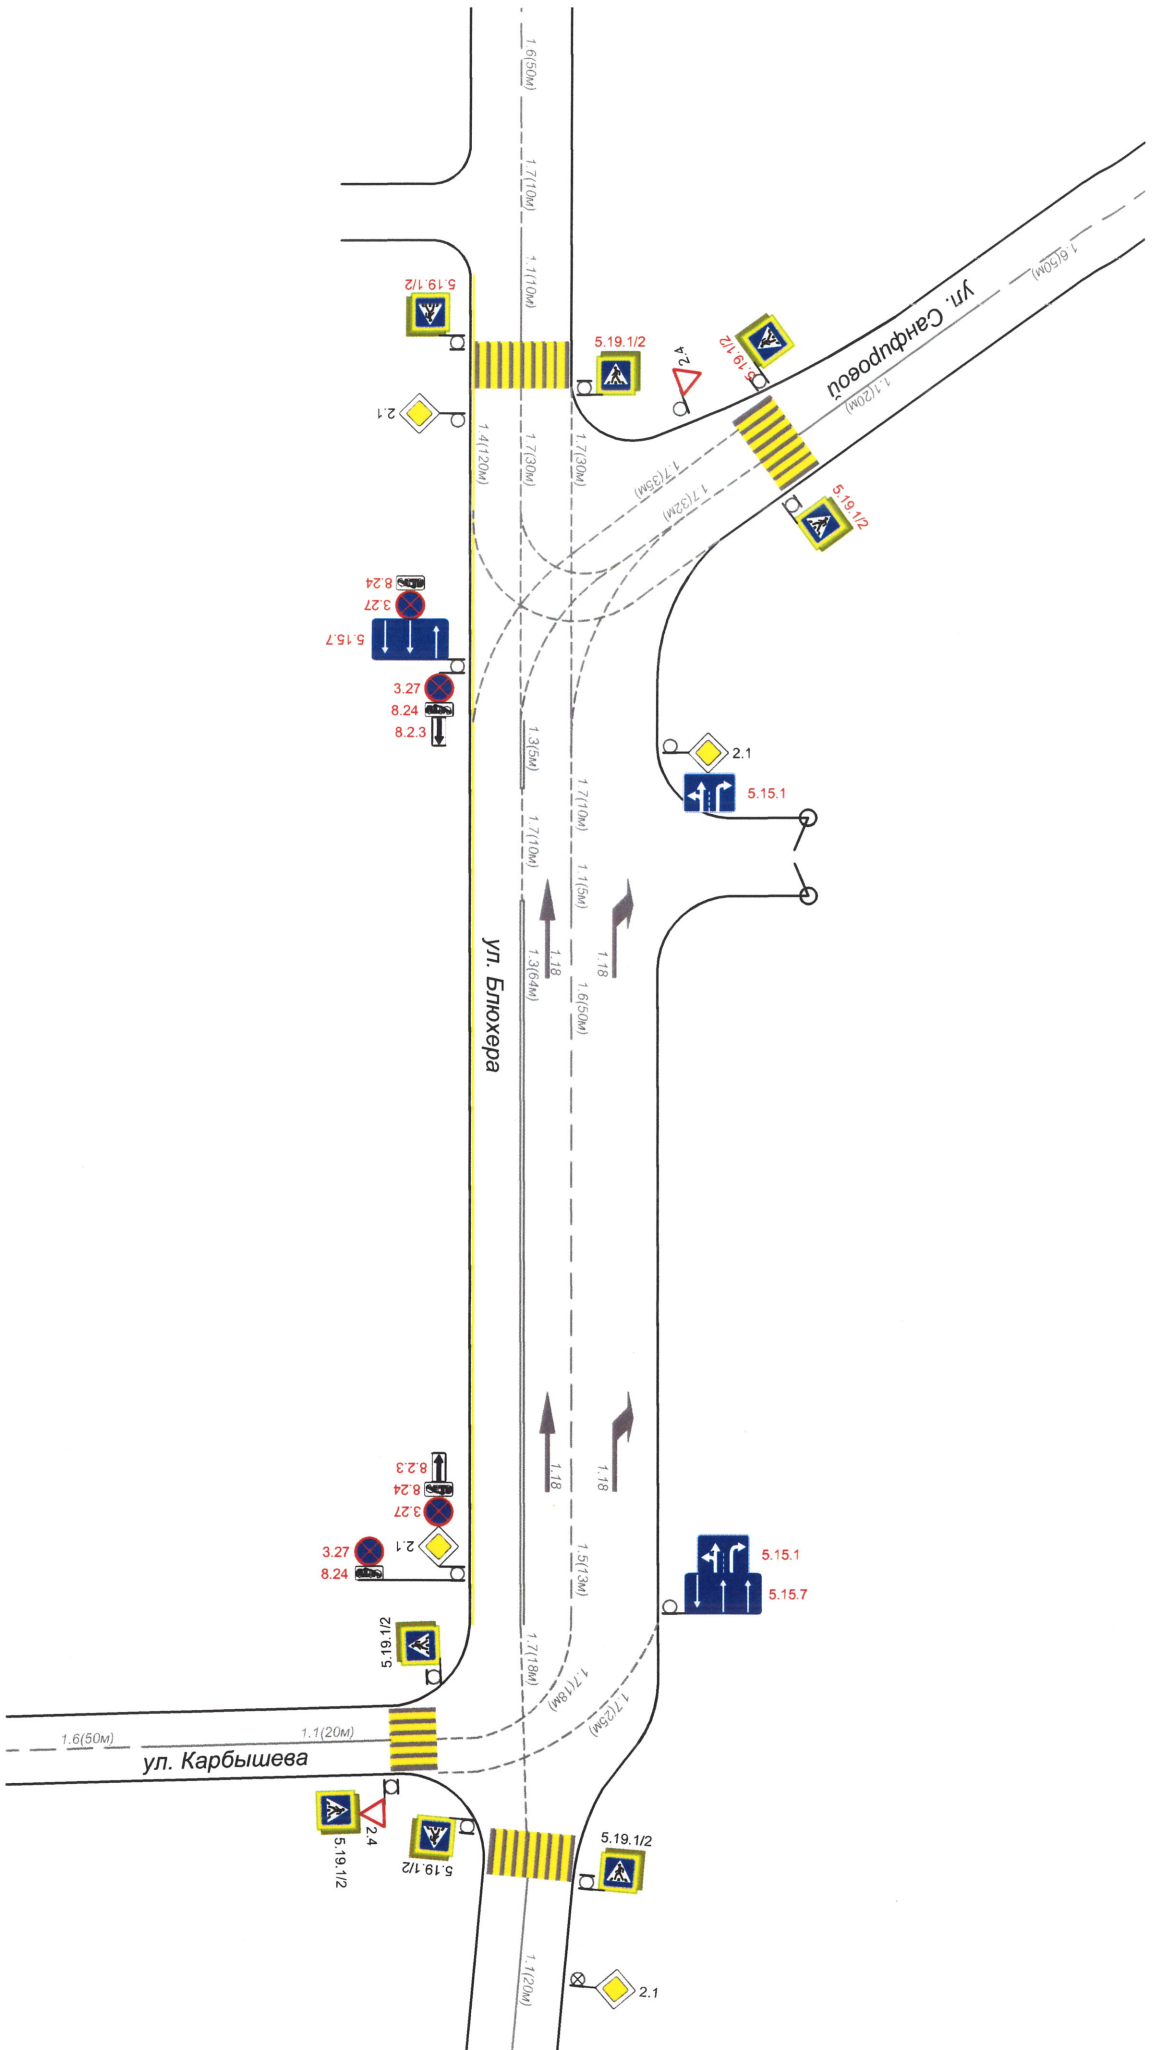 1.6(50м)
1.7(10м)
1.1(10м)
1.6(50м)
ул. Санфировой
1.1(20м)
5.19.1/2
5.19.1/2
2.4
5.19.1/2
5.19.1/2
2.1
1.4(120м)
1.7(30м)
1.7(30м)
1.7(35м)
1.7(32м)
8.24
3.27
5.15.7
3.27
8.24
8.2.3
1.3(5м)
2.1
5.15.1
1.7(10м)
1.7(10м)
1.1(5м)
ул. Блюхера
1.3(64м)
1.18
1.18
1.6(50м)
8.2.3
8.24
3.27
2.1
3.27
8.24
1.18
1.18
1.5(13м)
5.15.1
5.15.7
5.19.1/2
1.7(18м)
1.7(18м)
1.7(25м)
1.6(50м)
1.1(20м)
ул. Карбышева
5.19.1/2
2.4
5.19.1/2
5.19.1/2
1.1(20м)
2.1